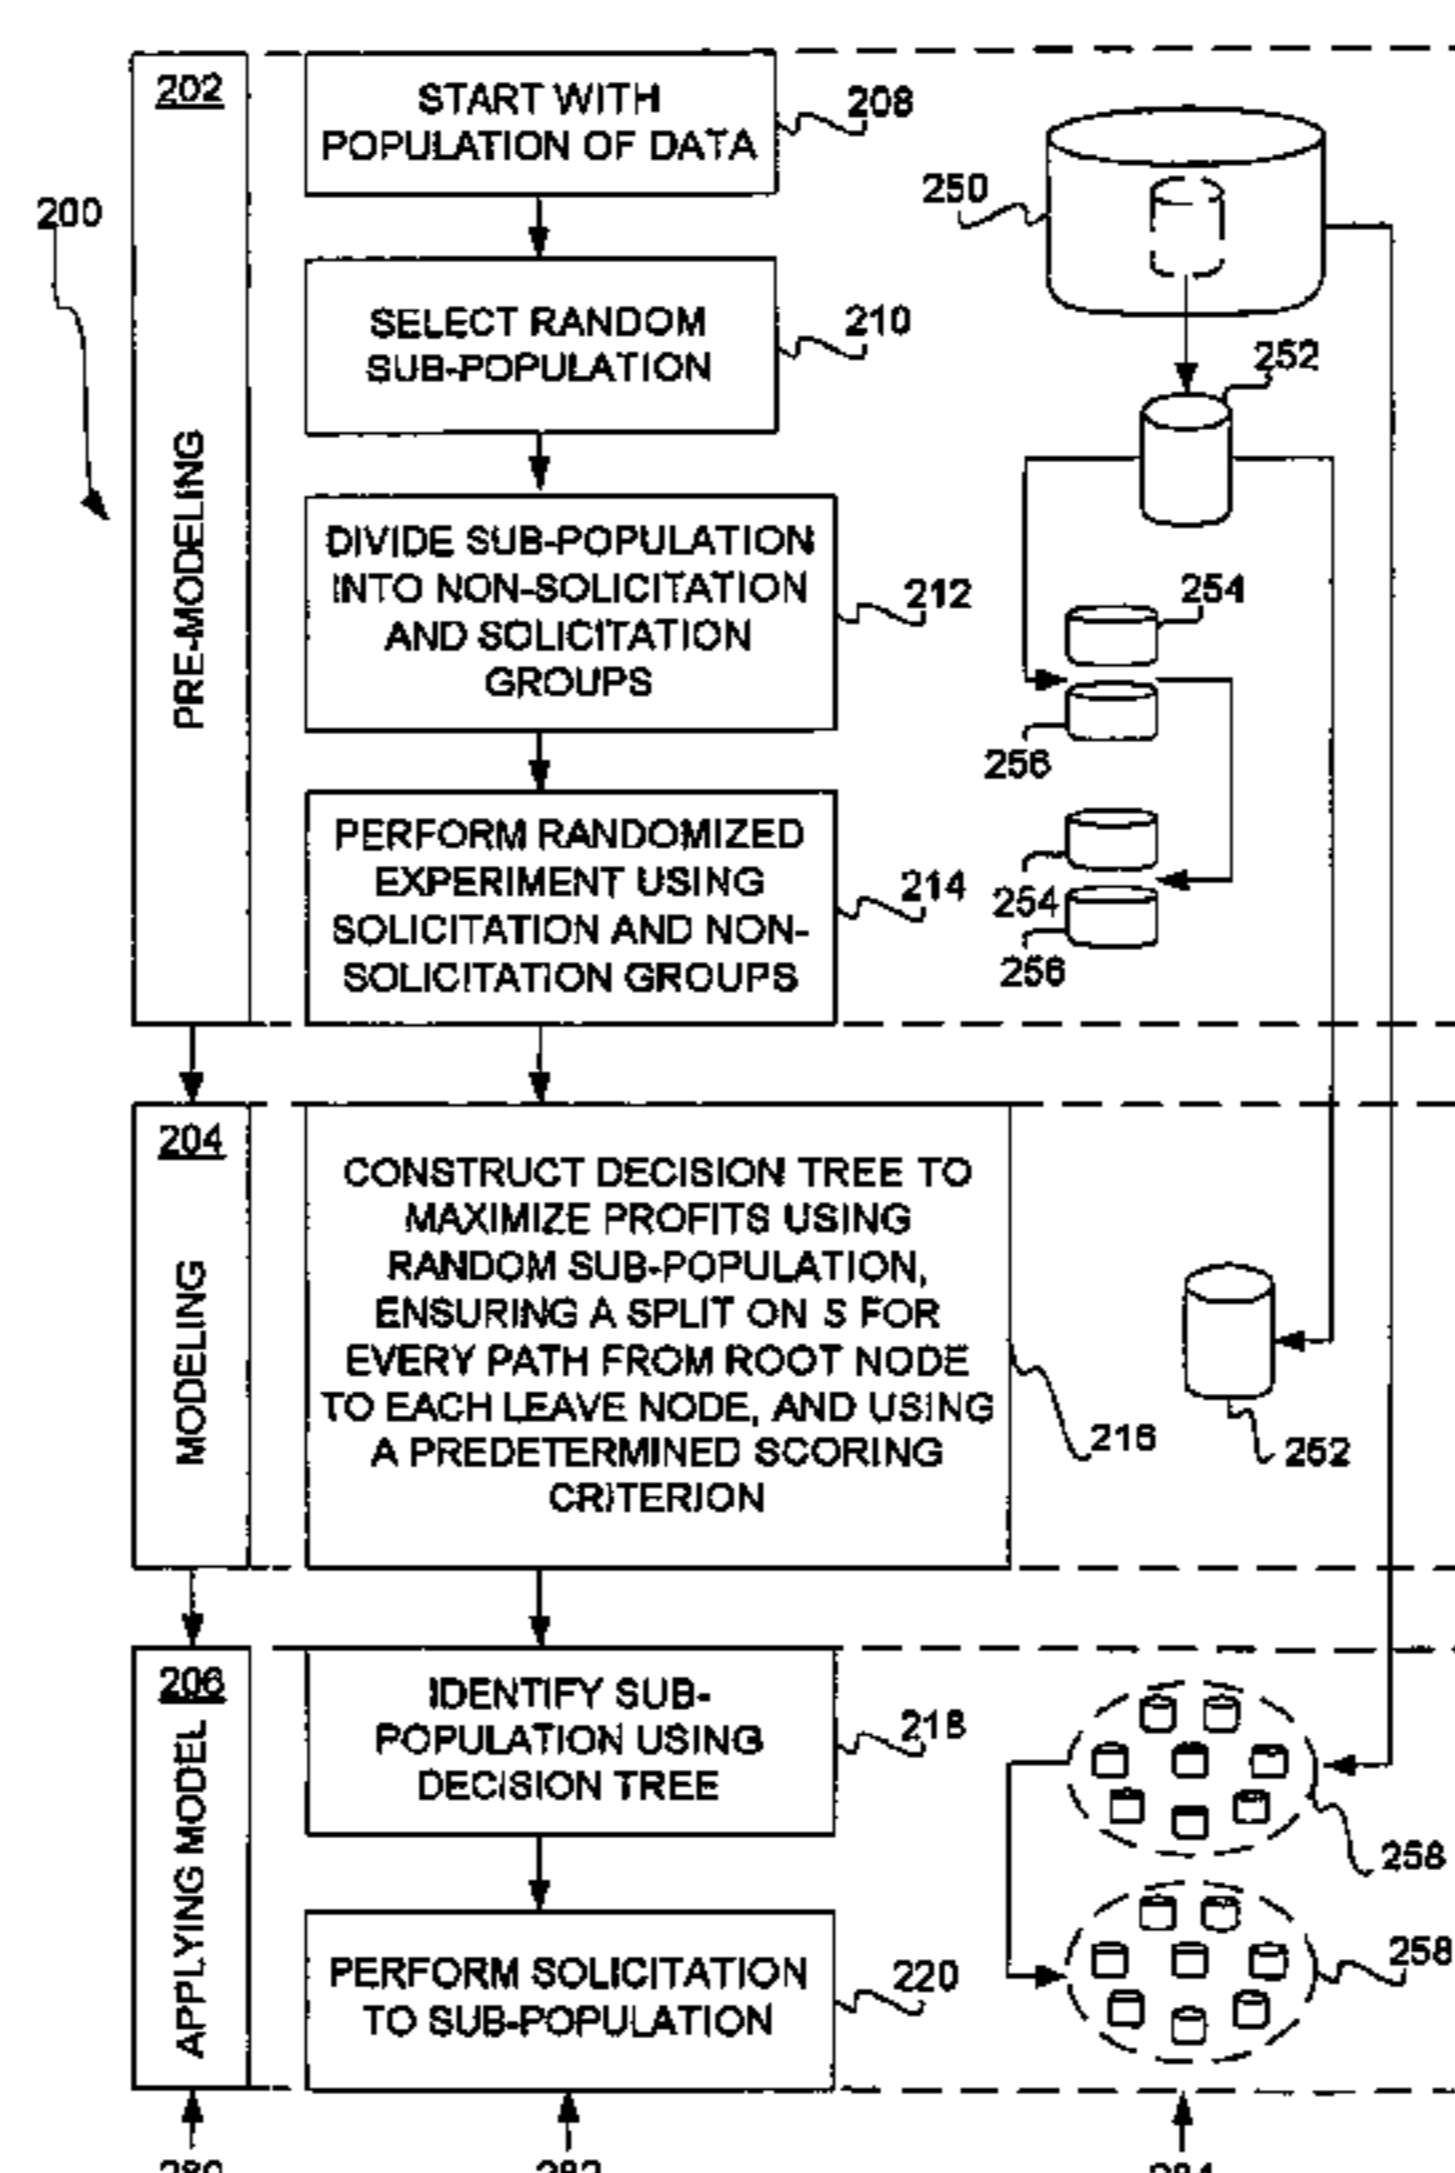 202
START WITH
POPULATION OF DATA
208
250
200
SELECT RANDOM
SUB-POPULATION
210
252
PRE-MODELING
DIVIDE SUB-POPULATION
INTO NON-SOLICITATION
AND SOLICITATION
GROUPS
212
254
256
PERFORM RANDOMIZED
EXPERIMENT USING
SOLICITATION AND NON-
SOLICITATION GROUPS
214
254
256
204
MODELING
CONSTRUCT DECISION TREE TO
MAXIMIZE PROFITS USING
RANDOM SUB-POPULATION,
ENSURING A SPLIT ON S FOR
EVERY PATH FROM ROOT NODE
TO EACH LEAVE NODE, AND USING
A PREDETERMINED SCORING
CRITERION
216
252
206
APPLYING MODEL
IDENTIFY SUB-
POPULATION USING
DECISION TREE
218
258
PERFORM SOLICITATION
TO SUB-POPULATION
220
258